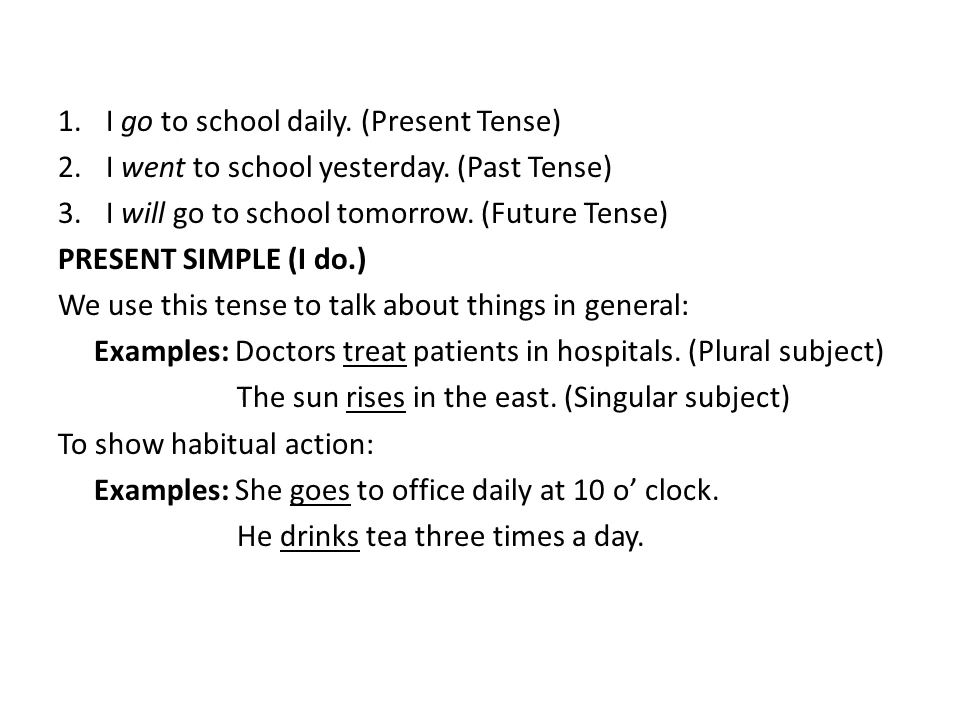 1. I go to school daily. (Present Tense)
2. I went to school yesterday. (Past Tense)
3. I will go to school tomorrow. (Future Tense)
PRESENT SIMPLE (I do.)
We use this tense to talk about things in general:
Examples: Doctors treat patients in hospitals. (Plural subject)
The sun rises in the east. (Singular subject)
To show habitual action:
Examples: She goes to office daily at 10 o’ clock.
He drinks tea three times a day.